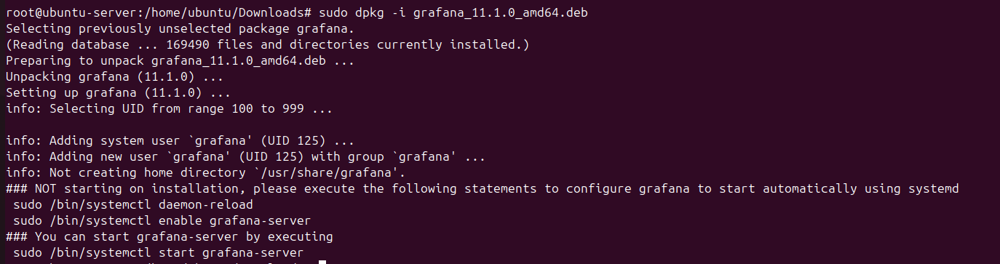 root@ubuntu-server:/home/ubuntu/Downloads# sudo dpkg -i grafana_11.1.0_amd64.deb
Selecting previously unselected package grafana.
(Reading database ... 169490 files and directories currently installed.)
Preparing to unpack grafana_11.1.0_amd64.deb ...
Unpacking grafana (11.1.0) ...
Setting up grafana (11.1.0) ...
info: Selecting UID from range 100 to 999 ...
info: Adding system user `grafana' (UID 125) ...
info: Adding new user `grafana' (UID 125) with group `grafana' ...
info: Not creating home directory `/usr/share/grafana'.
### NOT starting on installation, please execute the following statements to configure grafana to start automatically using systemd
 sudo /bin/systemctl daemon-reload
 sudo /bin/systemctl enable grafana-server
### You can start grafana-server by executing
 sudo /bin/systemctl start grafana-server